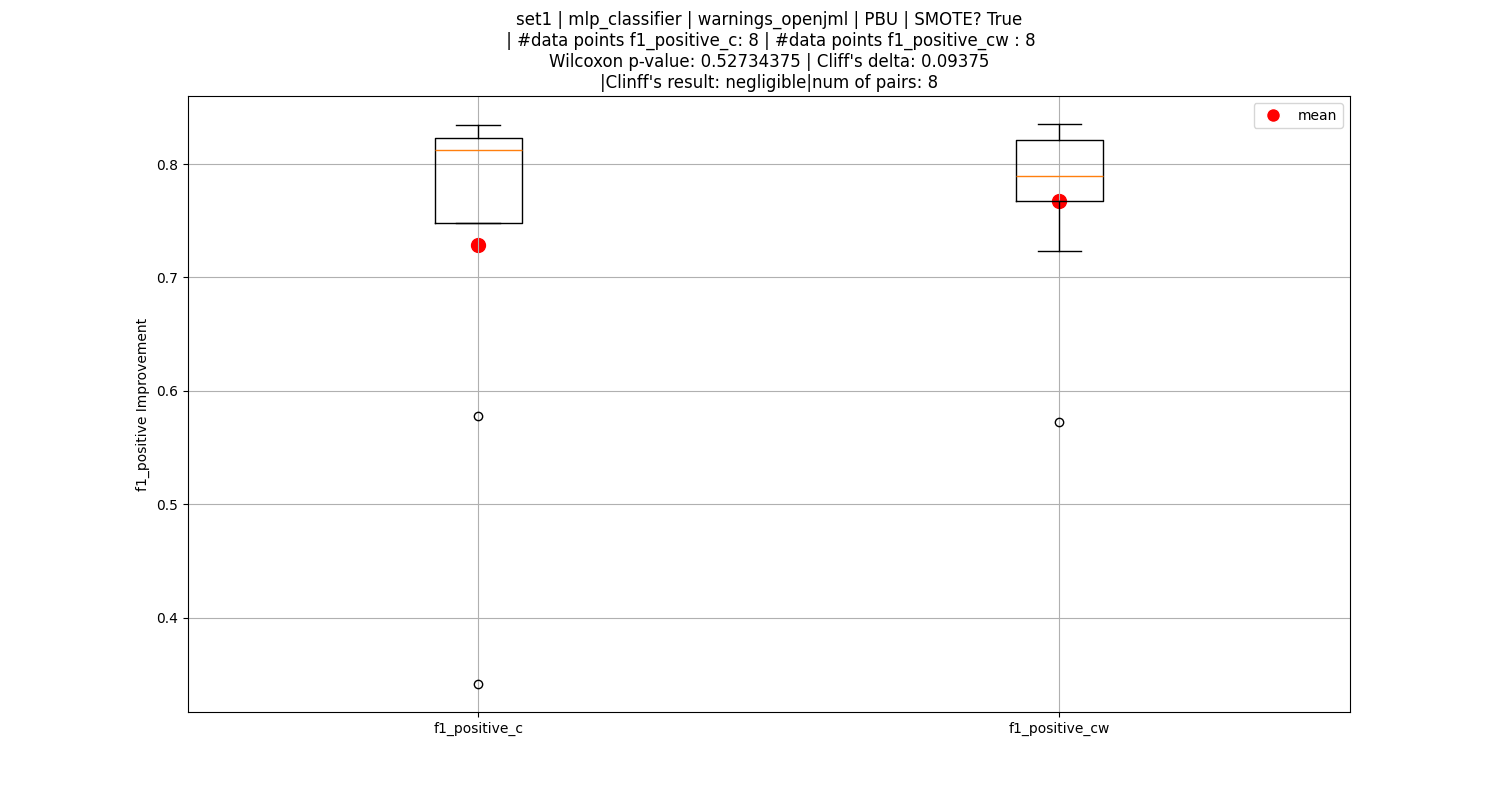 set1 | mlp_classifier | warnings_openjml | PBU | SMOTE? True
| #data points f1_positive_c: 8 | #data points f1_positive_cw : 8
Wilcoxon p-value: 0.52734375 | Cliff's delta: 0.09375
|Clinff's result: negligible|num of pairs: 8
mean
0.8
0.7
0.6
0.5
0.4
f1_positive Improvement
f1_positive_c
f1_positive_cw